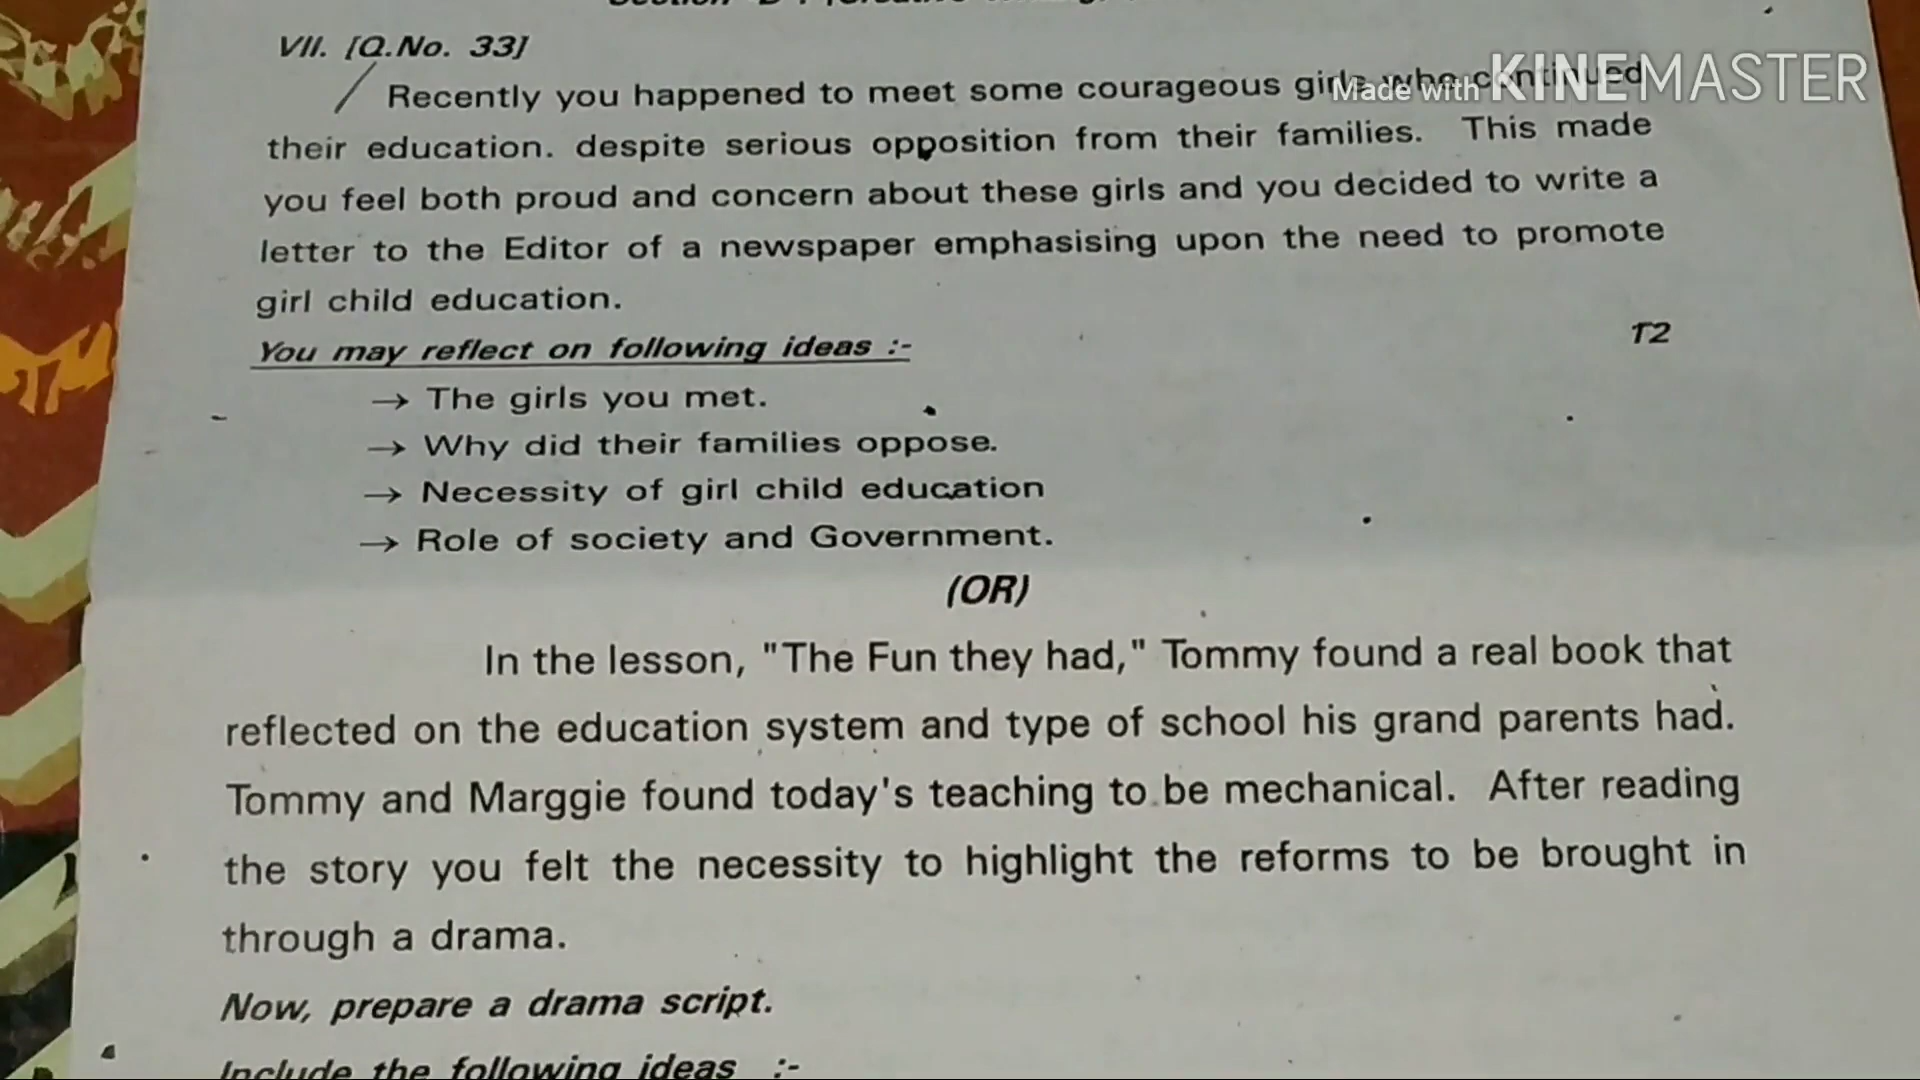 VII. [Q.No. 33]
Made with KINEMASTER
Recently you happened to meet some courageous girls who continued
their education. despite serious opposition from their families. This made
you feel both proud and concern about these girls and you decided to write a
letter to the Editor of a newspaper emphasising upon the need to promote
girl child education.
You may reflect on following ideas :-
T2
→ The girls you met.
→ Why did their families oppose.
→ Necessity of girl child education
→ Role of society and Government.
(OR)
In the lesson, "The Fun they had," Tommy found a real book that
reflected on the education system and type of school his grand parents had.
Tommy and Marggie found today's teaching to be mechanical. After reading
the story you felt the necessity to highlight the reforms to be brought in
through a drama.
Now, prepare a drama script.
Include the following ideas :-